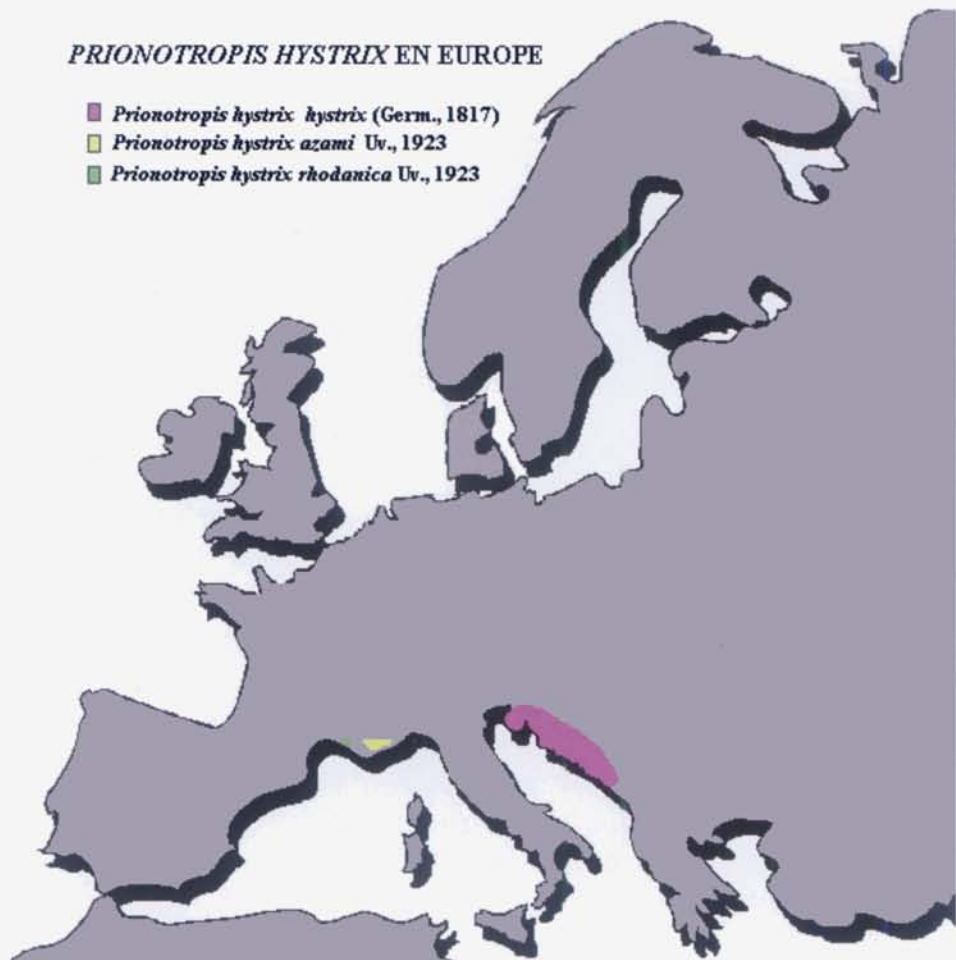 PRIONOTROPIS HYSTRIX EN EUROPE
Prionotropis hystrix hystrix (Germ., 1817)
Prionotropis hystrix azami Uv., 1923
Prionotropis hystrix rhodanica Uv., 1923